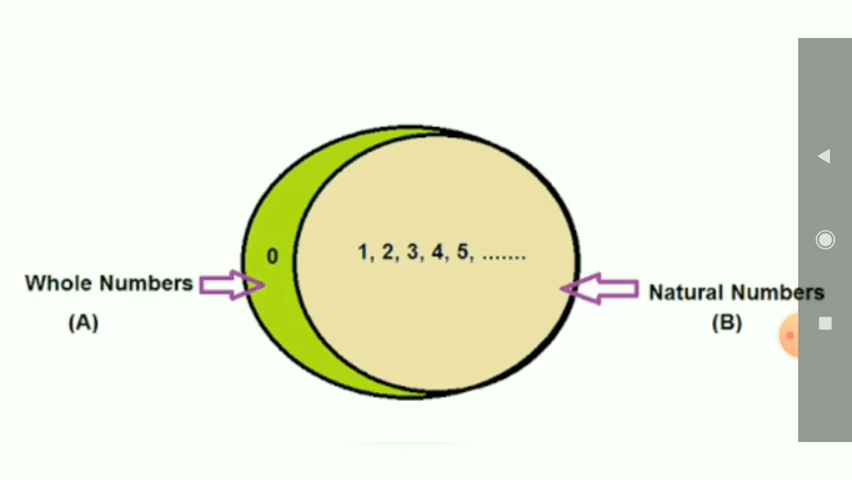 0
1, 2, 3, 4, 5, .......
Whole Numbers
(A)
Natural Numbers
(B)